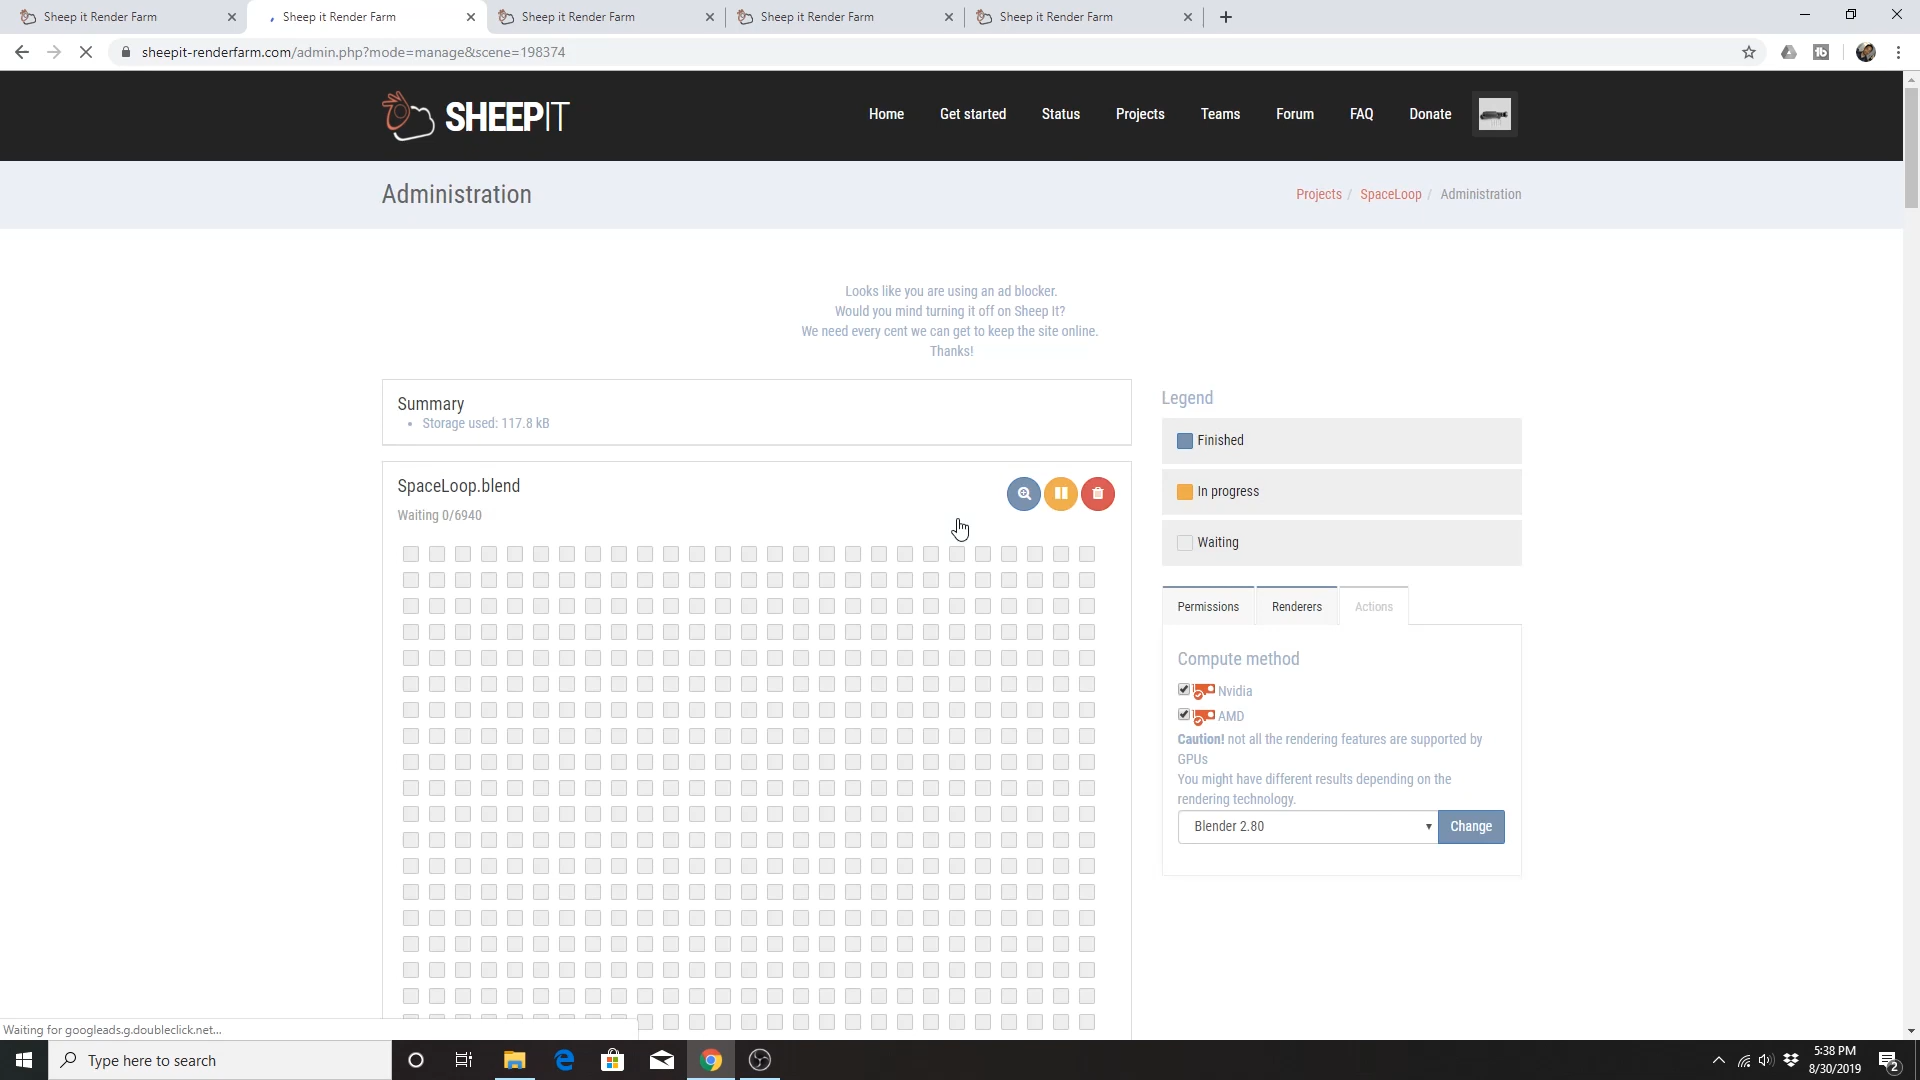 Sheep it Render Farm
Sheep it Render Farm
Sheep it Render Farm
Sheep it Render Farm
Sheep it Render Farm
sheepit-renderfarm.com/admin.php?mode=manage&scene=198374
SHEEPIT
Home
Get started
Status
Projects
Teams
Forum
FAQ
Donate
Administration
Projects / SpaceLoop / Administration
Looks like you are using an ad blocker.
Would you mind turning it off on Sheep It?
We need every cent we can get to keep the site online.
Thanks!
Summary
Storage used: 117.8 kB
SpaceLoop.blend
Waiting 0/6940
Legend
Finished
In progress
Waiting
Permissions
Renderers
Actions
Compute method
Nvidia
AMD
Caution! not all the rendering features are supported by
GPUs
You might have different results depending on the
rendering technology.
Blender 2.80
Change
Waiting for googleads.g.doubleclick.net...
Type here to search
5:38 PM
8/30/2019
2